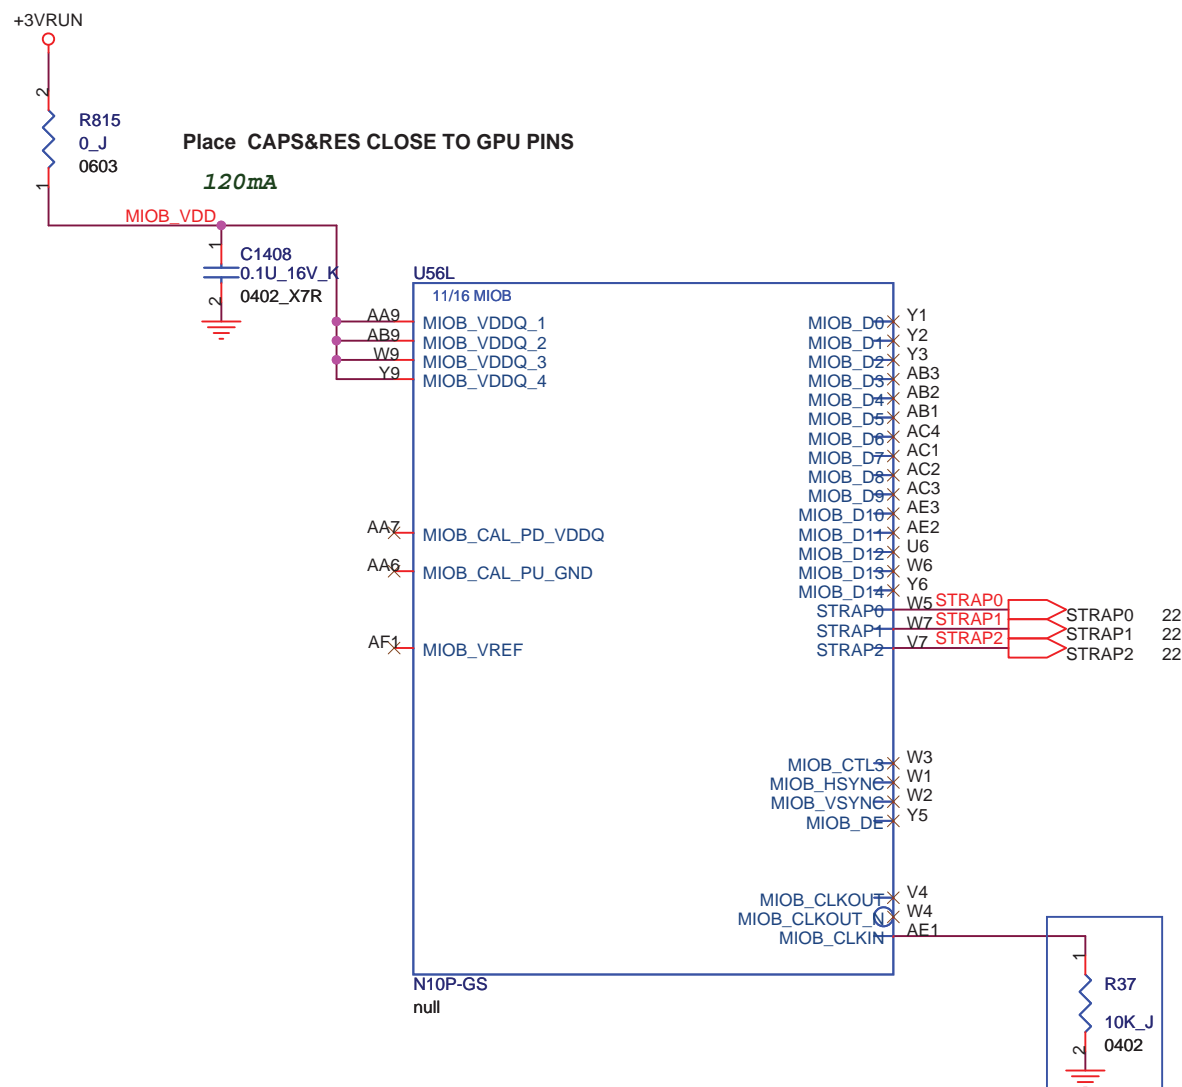 +3VRUN
2
R815
0_J
0603
1
Place CAPS&RES CLOSE TO GPU PINS
120mA
MIOB_VDD
1
C1408
0.1U_16V_K
0402_X7R
2
U56L
11/16 MIOB
AA9 MIOB_VDDQ_1
AB9 MIOB_VDDQ_2
W9 MIOB_VDDQ_3
Y9 MIOB_VDDQ_4
AA7 MIOB_CAL_PD_VDDQ
AA6 MIOB_CAL_PU_GND
AF1 MIOB_VREF
MIOB_D0 Y1
MIOB_D1 Y2
MIOB_D2 Y3
MIOB_D3 AB3
MIOB_D4 AB2
MIOB_D5 AB1
MIOB_D6 AC4
MIOB_D7 AC1
MIOB_D8 AC2
MIOB_D9 AC3
MIOB_D10 AE3
MIOB_D11 AE2
MIOB_D12 U6
MIOB_D13 W6
MIOB_D14 Y6
STRAP0 W5 STRAP0 STRAP0 22
STRAP1 W7 STRAP1 STRAP1 22
STRAP2 V7 STRAP2 STRAP2 22
MIOB_CTL3 W3
MIOB_HSYNC W1
MIOB_VSYNC W2
MIOB_DE Y5
MIOB_CLKOUT V4
MIOB_CLKOUT_N W4
MIOB_CLKIN AE1
N10P-GS
null
1
R37
10K_J
0402
2